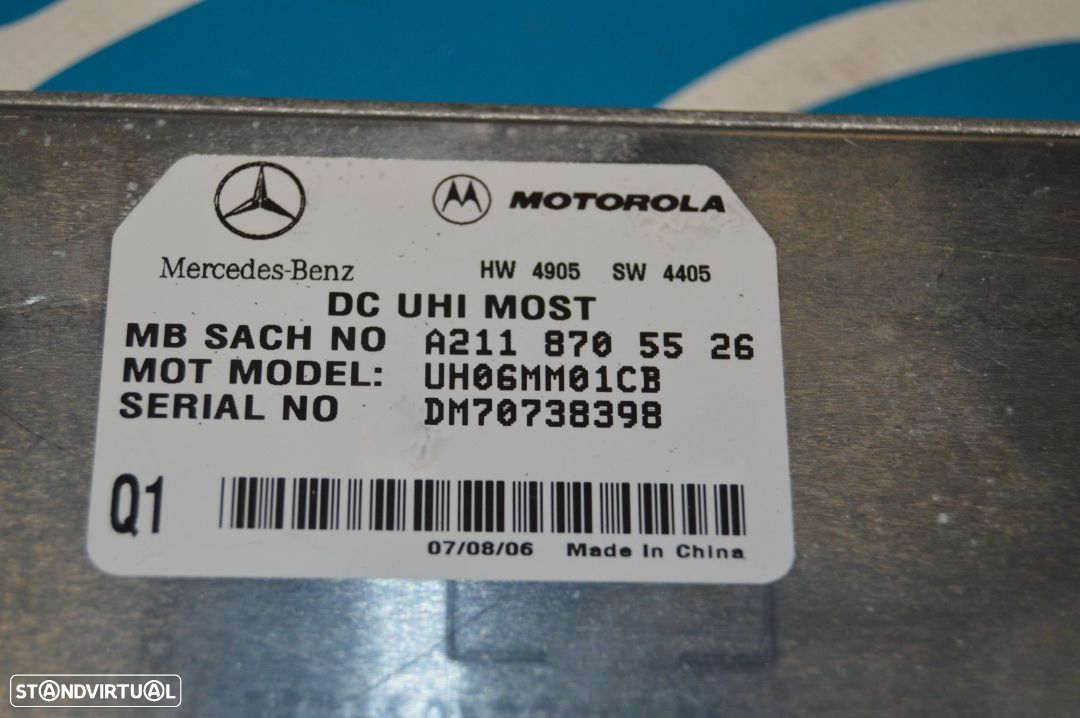 MOTOROLA
Mercedes-Benz
HW 4905 SW 4405
DC UHI MOST
MB SACH NO A211 870 55 26
MOT MODEL: UH06MM01CB
SERIAL NO DM70738398
Q1
07/08/06 Made In China
STANDVIRTUAL